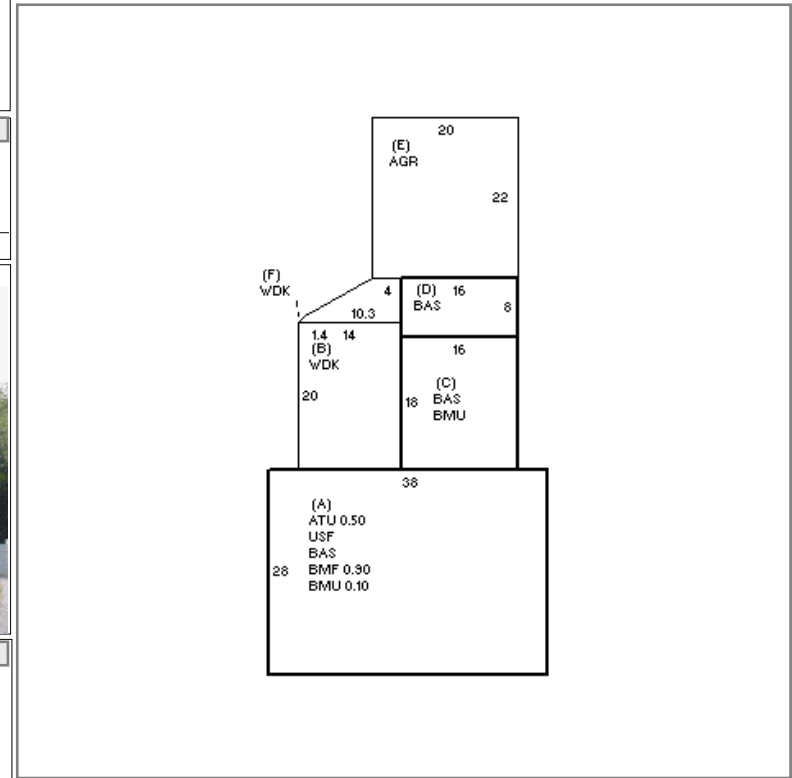 20
(E)
AGR
22
(F)
WDK
4
10.3
(D) 16
BAS
8
1.4 14
(B)
WDK
20
16
(C)
BAS
BMU
18
38
(A)
ATU 0.50
USF
BAS
BMF 0.90
BMU 0.10
28